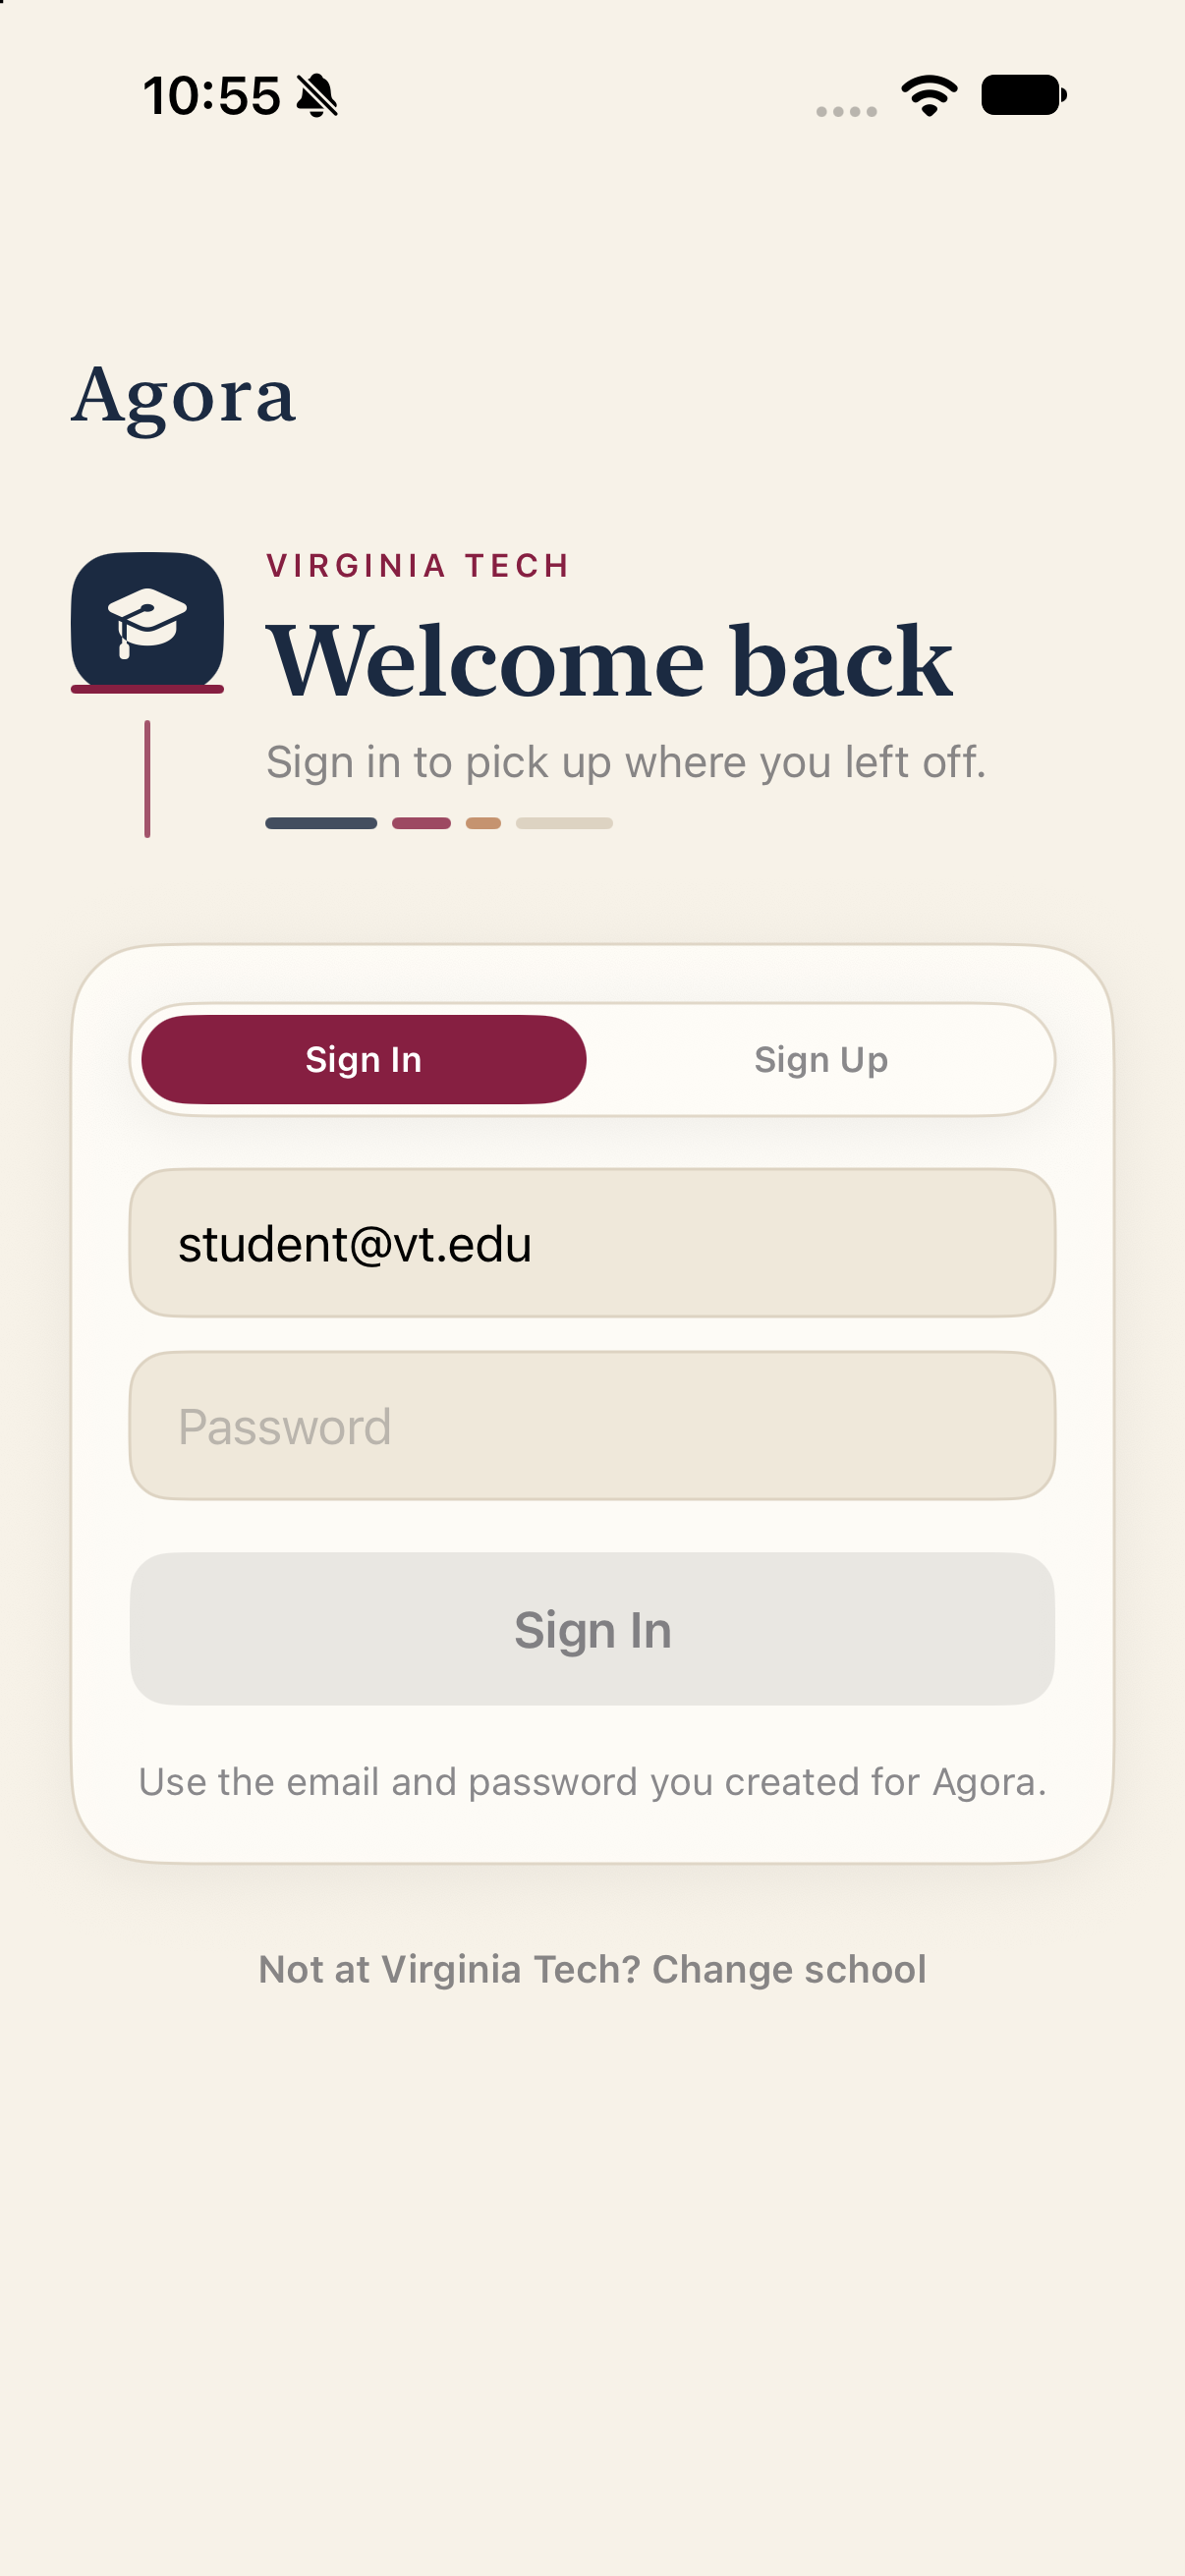 10:55
Agora
VIRGINIA TECH
Welcome back
Sign in to pick up where you left off.
Sign In
Sign Up
student@vt.edu
Password
Sign In
Use the email and password you created for Agora.
Not at Virginia Tech? Change school